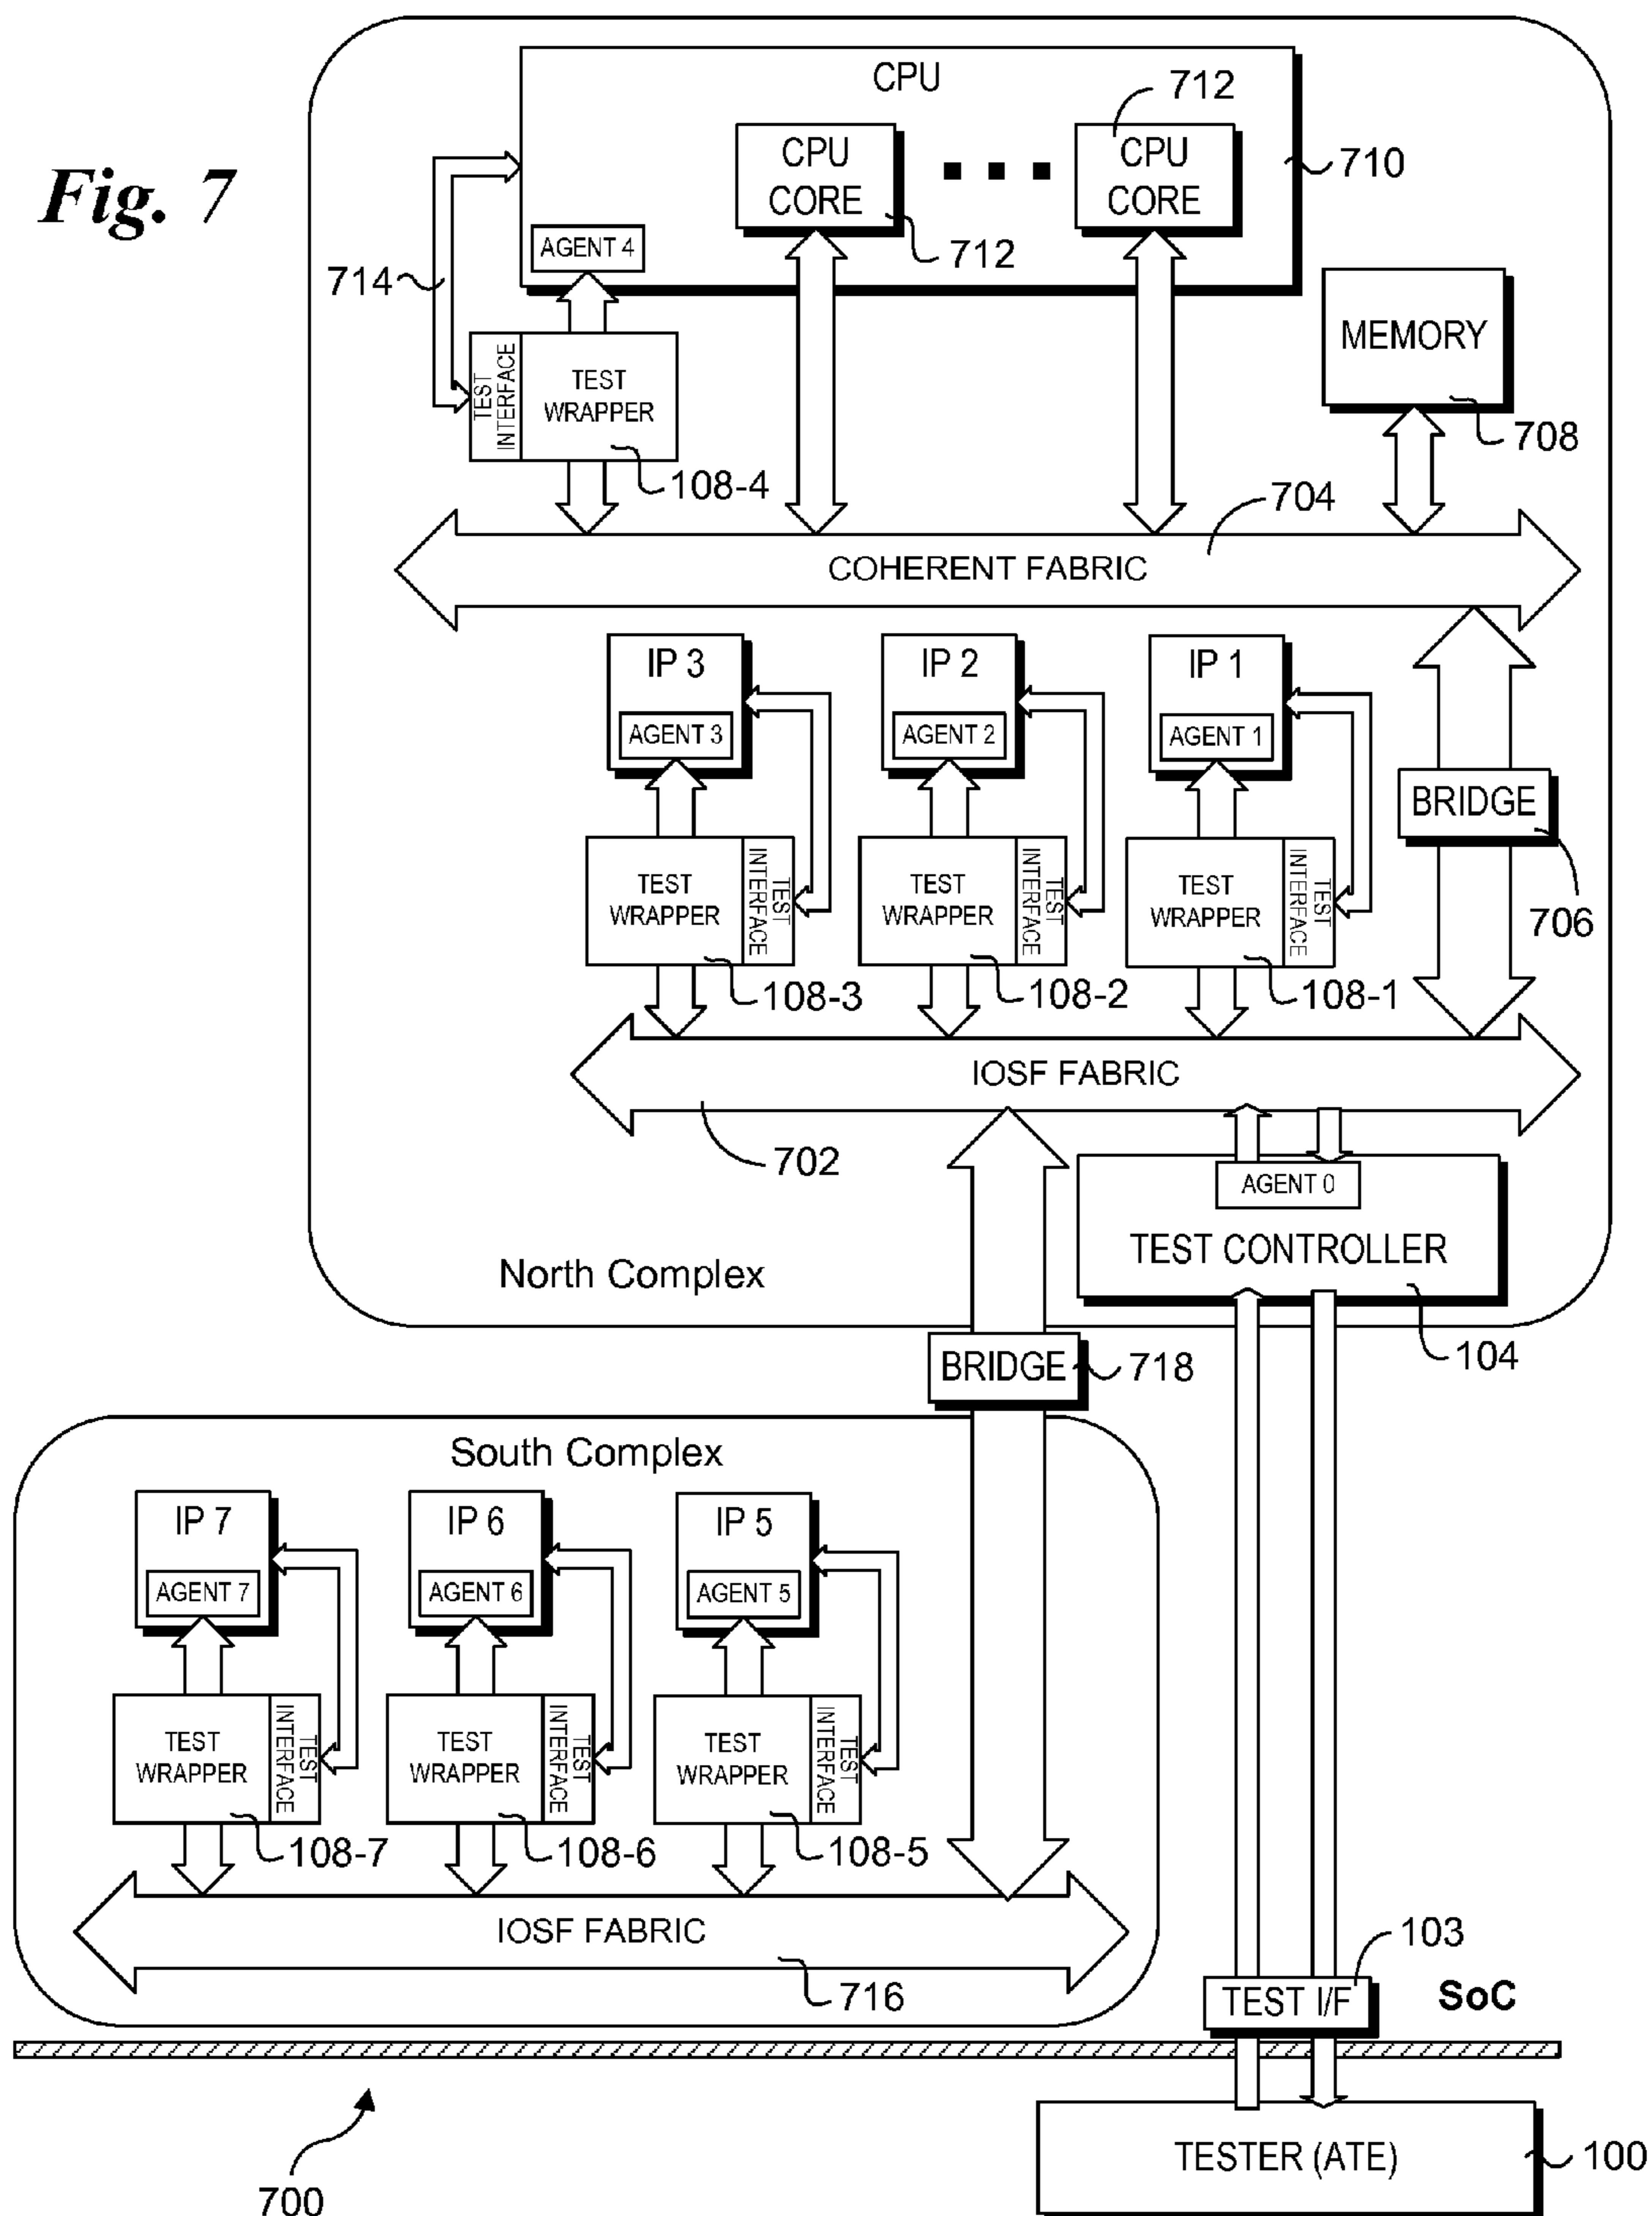 Fig. 7
CPU
712
CPU
CORE
CPU
CORE
710
712
AGENT 4
714
TEST
INTERFACE
TEST
WRAPPER
108-4
MEMORY
708
704
COHERENT FABRIC
IP 3
AGENT 3
IP 2
AGENT 2
IP 1
AGENT 1
BRIDGE
706
TEST
WRAPPER
TEST
INTERFACE
108-3
TEST
WRAPPER
TEST
INTERFACE
108-2
TEST
WRAPPER
TEST
INTERFACE
108-1
IOSF FABRIC
702
AGENT 0
TEST CONTROLLER
104
North Complex
BRIDGE
718
South Complex
IP 7
AGENT 7
IP 6
AGENT 6
IP 5
AGENT 5
TEST
WRAPPER
TEST
INTERFACE
108-7
TEST
WRAPPER
TEST
INTERFACE
108-6
TEST
WRAPPER
TEST
INTERFACE
108-5
IOSF FABRIC
716
103
TEST I/F
SoC
TESTER (ATE)
100
700